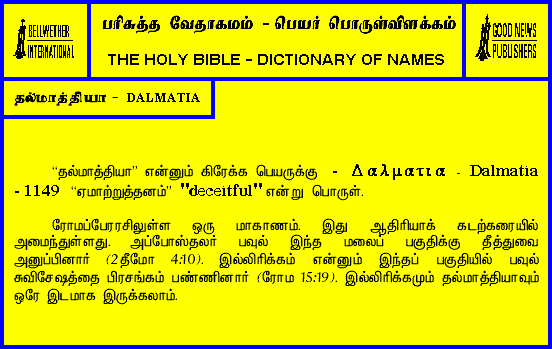 BELLWETHER
INTERNATIONAL
பரிசுத்த வேதாகமம் - பெயர் பொருள்விளக்கம்
THE HOLY BIBLE - DICTIONARY OF NAMES
GOOD NEWS
PUBLISHERS
தல்மாத்தியா - DALMATIA
“தல்மாத்தியா” என்னும் கிரேக்க பெயருக்கு - Δαλματια - Dalmatia
- 1149 “ஏமாற்றுத்தனம்” "deceitful" என்று பொருள்.
ரோமப்பேரரசிலுள்ள ஒரு மாகாணம். இது ஆதிரியாக் கடற்கரையில்
அமைந்துள்ளது. அப்போஸ்தலர் பவுல் இந்த மலைப் பகுதிக்கு தீத்துவை
அனுப்பினார் (2தீமோ 4:10). இல்லிரிக்கம் என்னும் இந்தப் பகுதியில் பவுல்
சுவிசேஷத்தை பிரசங்கம் பண்ணினார் (ரோம 15:19). இல்லிரிக்கமும் தல்மாத்தியாவும்
ஒரே இடமாக இருக்கலாம்.